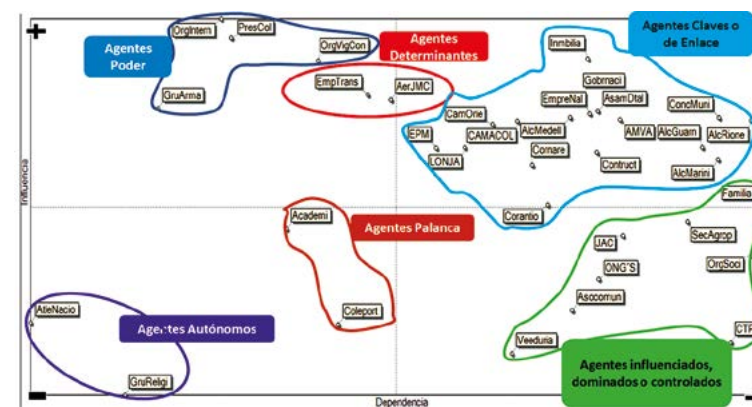 Agentes
Poder
OrgIntern
PresCol
OrgVigCon
GruArma
Agentes
Determinantes
EmpTrans
AerJMC
Agentes Claves o
de Enlace
Inmbilia
Gobrnaci
EmpreNal
AsamDtal
ConcMuni
CamOrie
AlcMedell
EPM
CAMACOL
AMVA
AlcGuarn
AlcRione
LONJA
Cornare
Contruct
AlcMarini
Corantio
Familia
Influencia
Academi
Agentes Palanca
Coleport
JAC
SecAgrop
ONG'S
OrgSoci
Asocomun
Veeduria
CTP
AtleNacio
Agentes Autónomos
GruReligi
Agentes influenciados,
dominados o controlados
Dependencia